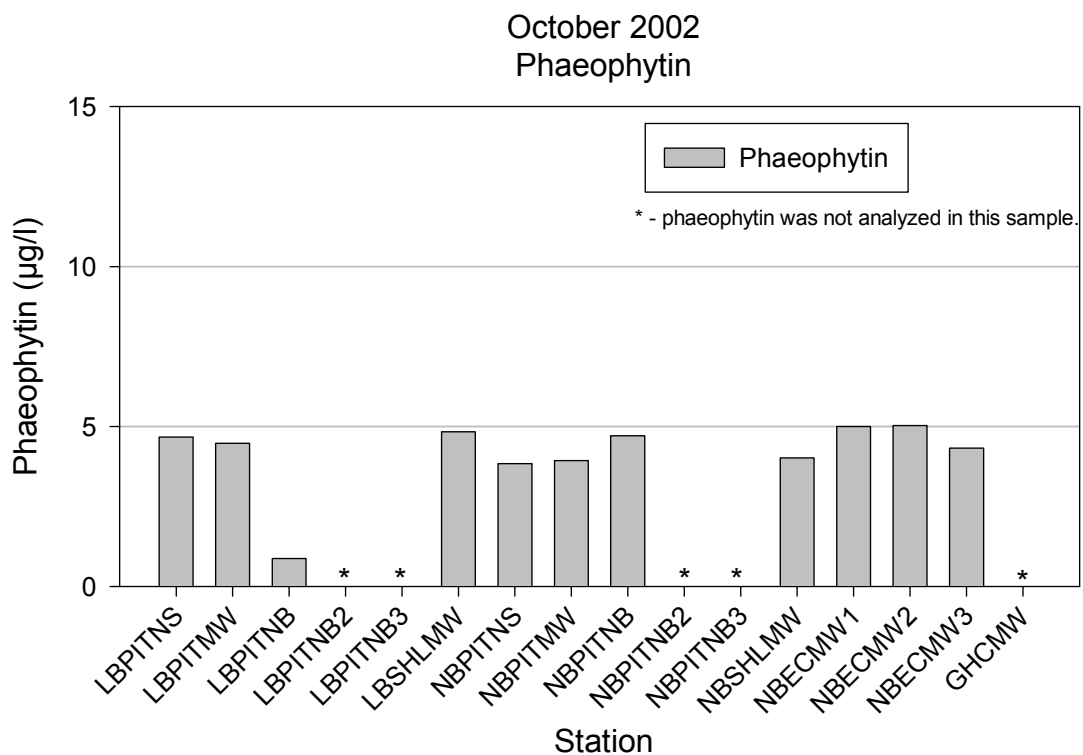 October 2002
Phaeophytin
15
10
5
0
Phaeophytin (µg/l)
Phaeophytin
* - phaeophytin was not analyzed in this sample.
* * * * *
LBPITNS
LBPITMW
LBPITNB
LBPITNB2
LBPITNB3
LBSHLMW
NBPITNS
NBPITMW
NBPITNB
NBPITNB2
NBPITNB3
NBSHLMW
NBECMW1
NBECMW2
NBECMW3
GHCMW
Station